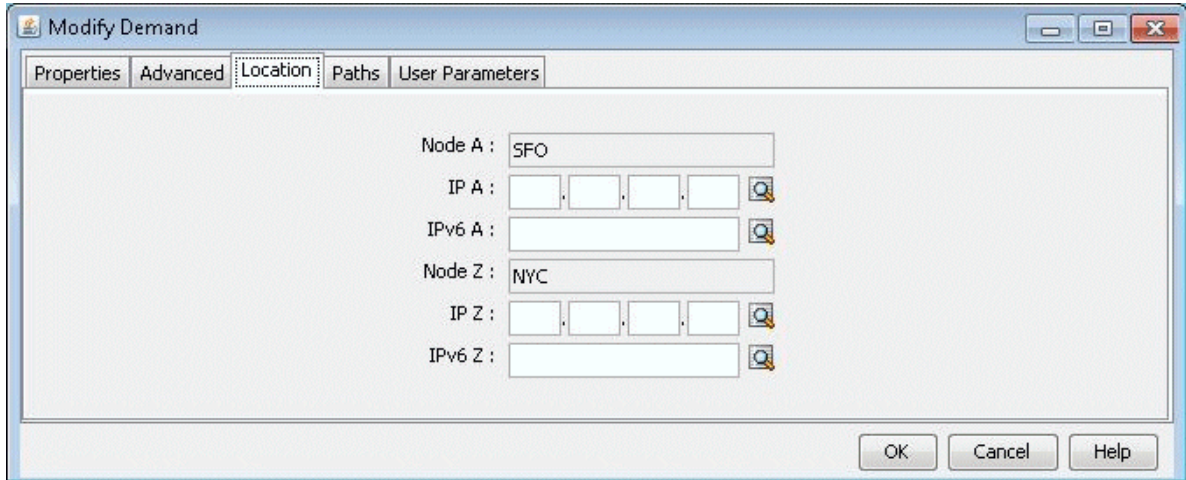 Modify Demand
Properties Advanced Location Paths User Parameters
Node A : SFO
IP A : . . .
IPv6 A :
Node Z : NYC
IP Z : . . .
IPv6 Z :
OK Cancel Help